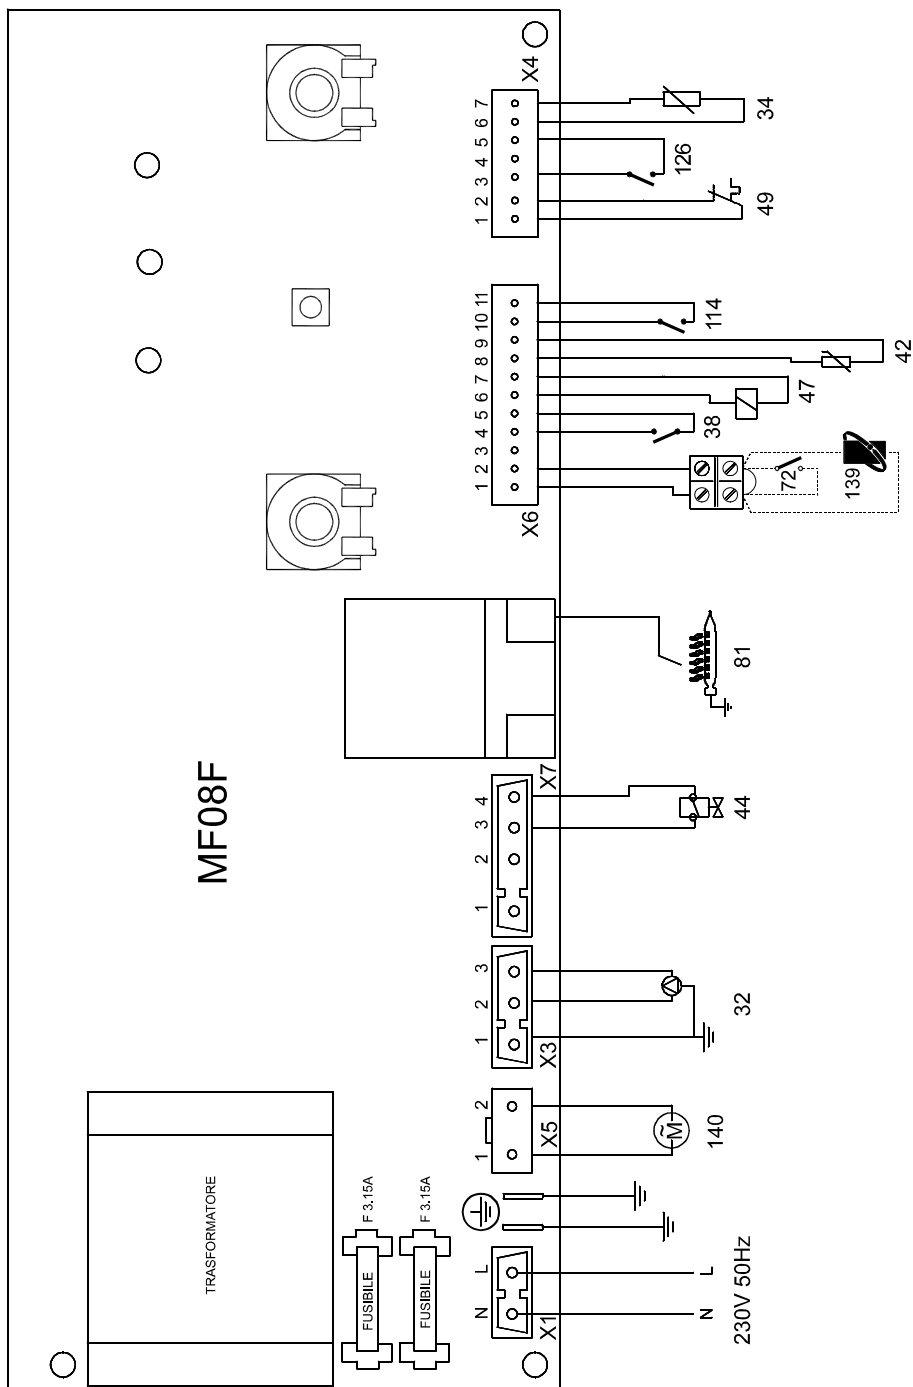 X4
7
6
5
4
3
2
1
34
126
49
11
10
9
8
7
6
5
4
3
2
1
X6
114
42
47
38
72
139
81
MF08F
X7
4
3
2
1
44
3
2
1
X3
32
2
1
X5
~
M
140
TRASFORMATORE
F 3.15A
F 3.15A
FUSIBILE
FUSIBILE
L
N
X1
L
N
230V 50Hz